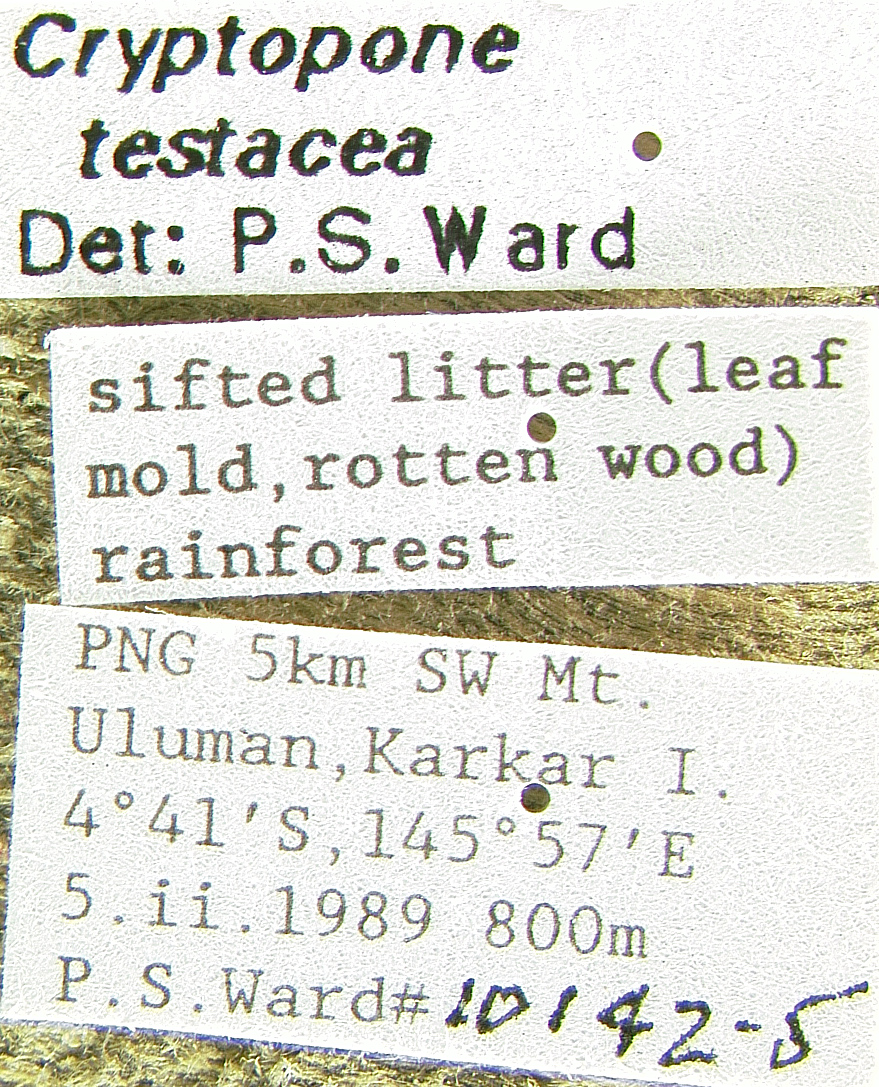 Cryptopone
testacea
Det: P.S.Ward
sifted litter(leaf
mold,rotten wood)
rainforest
PNG 5km SW Mt.
Uluman,Karkar I.
4°41'S,145°57'E
5.ii.1989 800m
P.S.Ward#10142-5